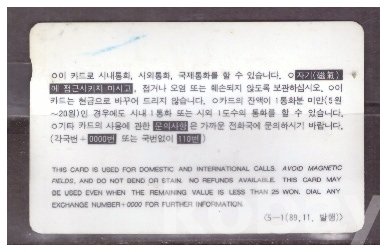 ○이 카드로 시내통화, 시외통화, 국제통화를 할 수 있습니다. ○자기(磁氣)
에 접근시키지 마시고, 접거나 오염 또는 훼손되지 않도록 보관하십시오. ○이
카드는 현금으로 바꾸어 드리지 않습니다. ○카드의 잔액이 1통화분 미만(5원
~20원)인 경우에도 시내 1통화 또는 시외 1도수의 통화를 할 수 있습니다.
○기타 카드의 사용에 관한 문의사항은 가까운 전화국에 문의하시기 바랍니다.
(각국번+0000번 또는 국번없이 110번)
THIS CARD IS USED FOR DOMESTIC AND INTERNATIONAL CALLS. AVOID MAGNETIC
FIELDS, AND DO NOT BEND OR STAIN. NO REFUNDS AVAILABLE. THIS CARD MAY
BE USED EVEN WHEN THE REMAINING VALUE IS LESS THAN 25 WON. DIAL ANY
EXCHANGE NUMBER+0000 FOR FURTHER INFORMATION.
<5-1(89.11, 발행)>